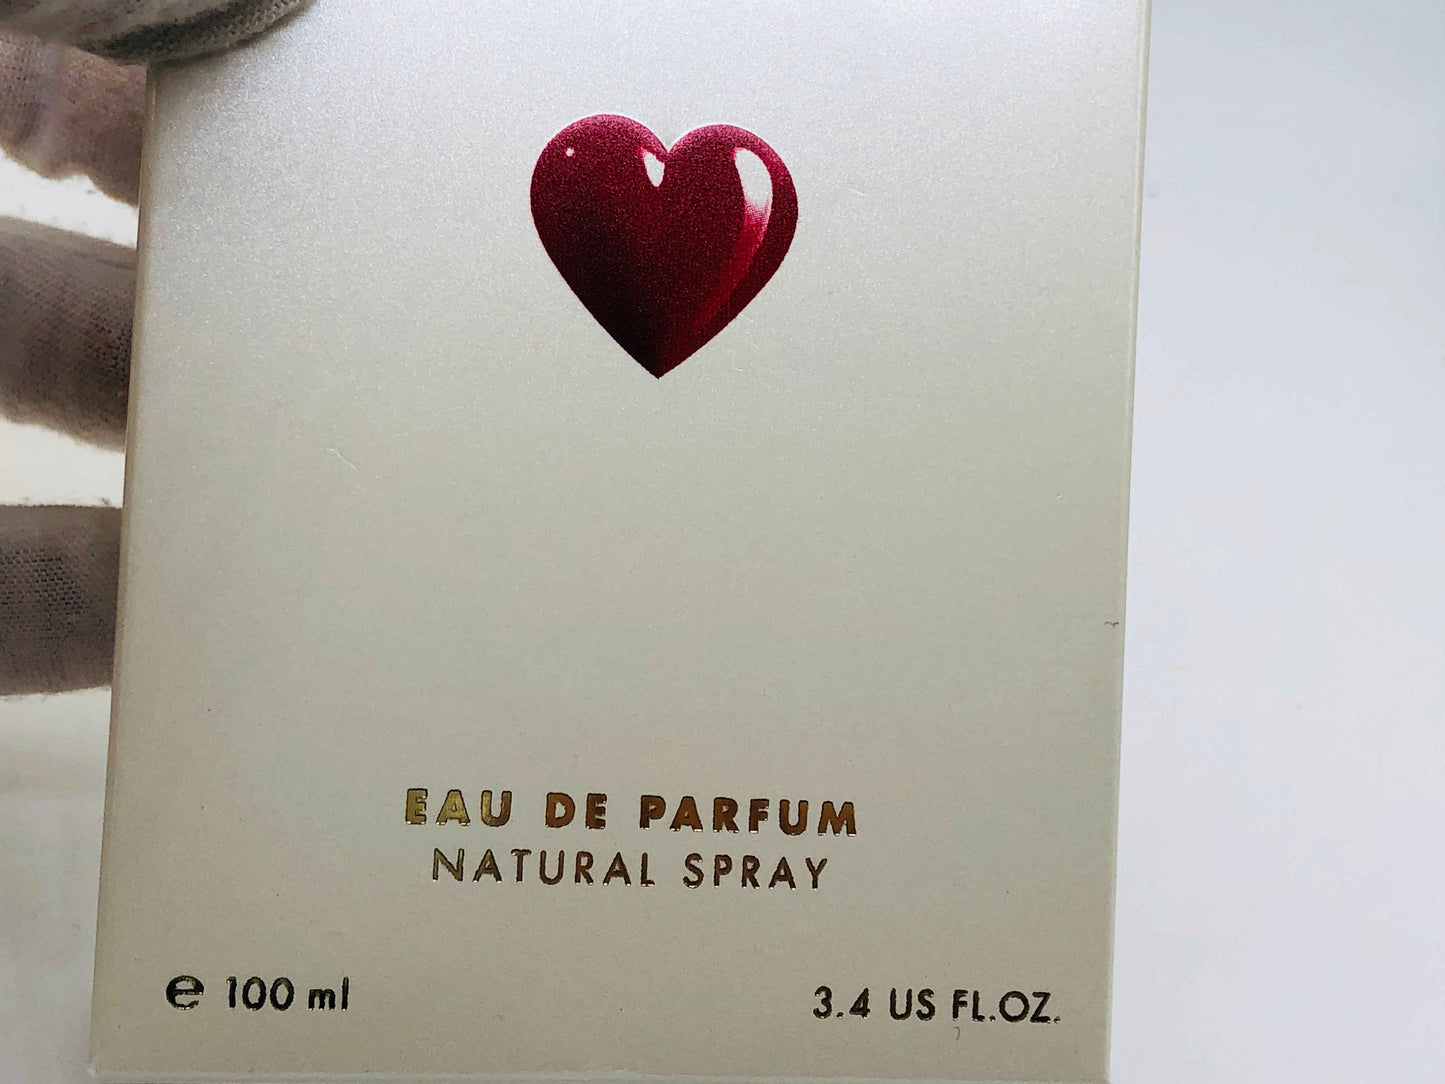 EAU DE PARFUM
NATURAL SPRAY
℮ 100 ml 3.4 US FL.OZ.